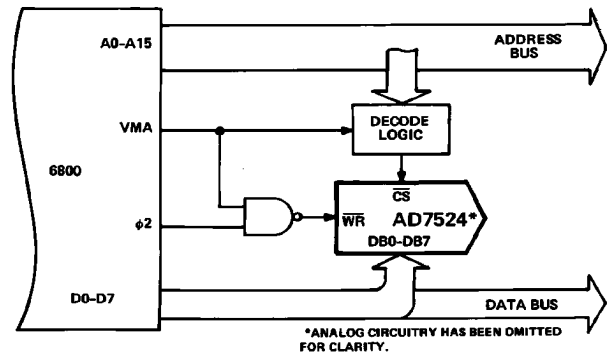 A0–A15
ADDRESS
BUS
VMA
DECODE
LOGIC
6800
CS
WR
AD7524*
ϕ2
DB0–DB7
D0–D7
DATA BUS
*ANALOG CIRCUITRY HAS BEEN OMITTED
FOR CLARITY.